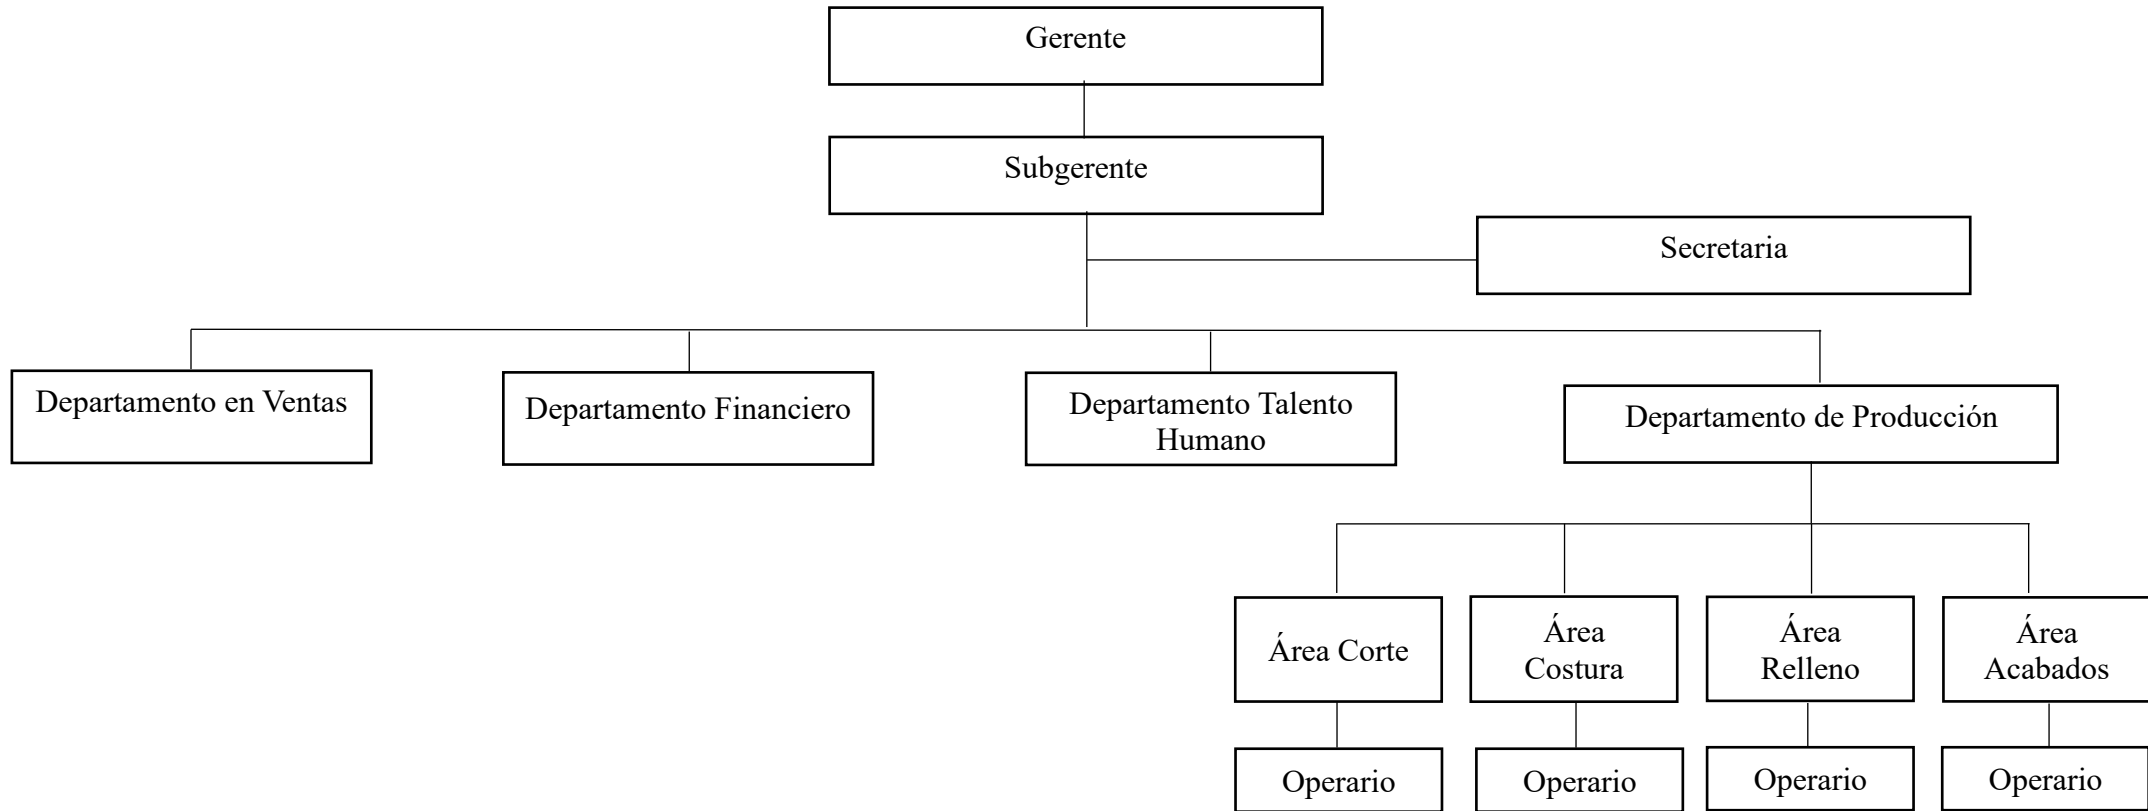 Gerente
Subgerente
Secretaria
Departamento en Ventas
Departamento Financiero
Departamento Talento
Humano
Departamento de Producción
Área Corte
Área
Costura
Área
Relleno
Área
Acabados
Operario
Operario
Operario
Operario